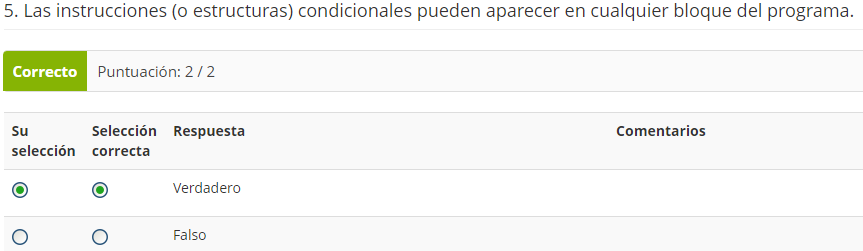 5. Las instrucciones (o estructuras) condicionales pueden aparecer en cualquier bloque del programa.
Correcto Puntuación: 2 / 2
Su selección Selección correcta Respuesta Comentarios
Verdadero
Falso